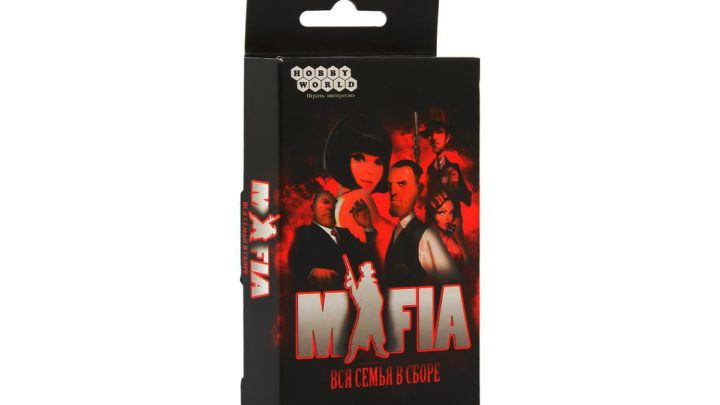 HOBBY
WORLD
Играть интересно
MAFIA
ВСЯ СЕМЬЯ В СБОРЕ
MAFIA
ВСЯ СЕМЬЯ В СБОРЕ